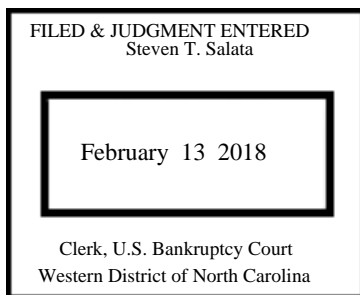 FILED & JUDGMENT ENTERED
Steven T. Salata
February 13 2018
Clerk, U.S. Bankruptcy Court
Western District of North Carolina